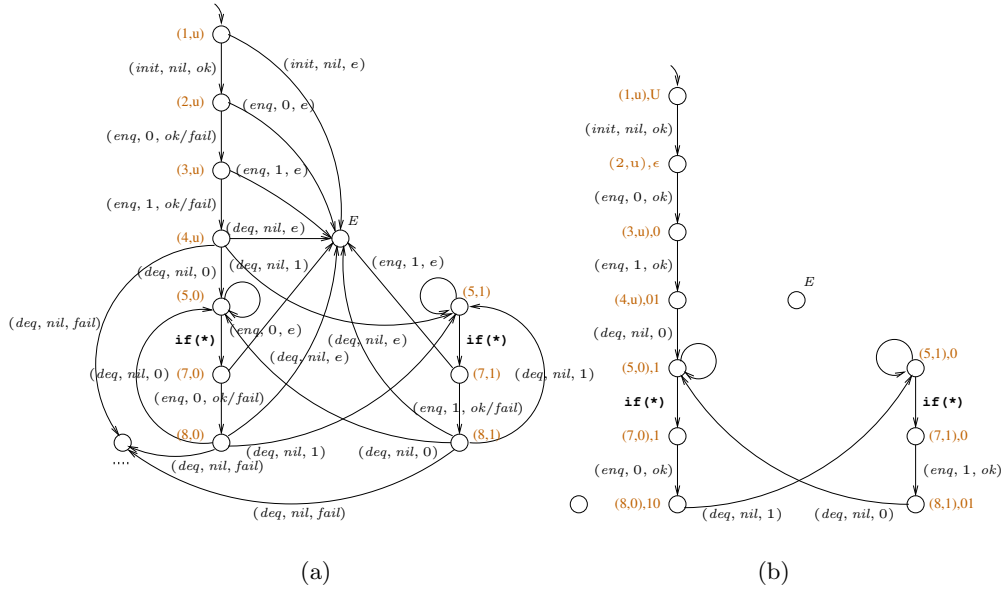 (1,u)
(init, nil, ok)
(init, nil, e)
(2,u)
(enq, 0, e)
(enq, 0, ok/fail)
(3,u)
(enq, 1, e)
(enq, 1, ok/fail)
E
(4,u)
(deq, nil, e)
(deq, nil, 0)
(deq, nil, 1)
(enq, 1, e)
(5,0)
(5,1)
(deq, nil, fail)
(enq, 0, e)
if(*)
(deq, nil, e)
if(*)
(deq, nil, e)
(deq, nil, 0)
(7,0)
(7,1)
(deq, nil, 1)
(enq, 0, ok/fail)
(enq, 1, ok/fail)
(8,0)
(8,1)
....
(deq, nil, fail)
(deq, nil, 1)
(deq, nil, 0)
(deq, nil, fail)
(a)
(1,u),U
(init, nil, ok)
(2,u),ϵ
(enq, 0, ok)
(3,u),0
(enq, 1, ok)
E
(4,u),01
(deq, nil, 0)
(5,0),1
(5,1),0
if(*)
if(*)
(7,0),1
(7,1),0
(enq, 0, ok)
(enq, 1, ok)
(8,0),10
(8,1),01
(deq, nil, 1)
(deq, nil, 0)
(b)